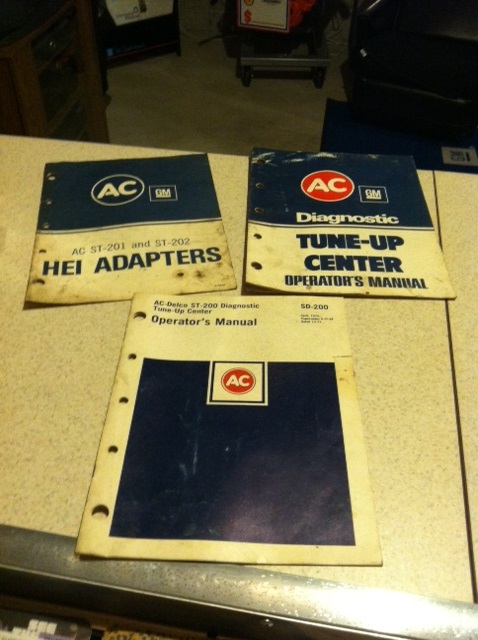 AC
GM
AC ST-201 and ST-202
HEI ADAPTERS
AC
GM
Diagnostic
TUNE-UP
CENTER
OPERATOR'S MANUAL
AC-Delco ST-200 Diagnostic
Tune-Up Center
Operator's Manual
SD-200
AC